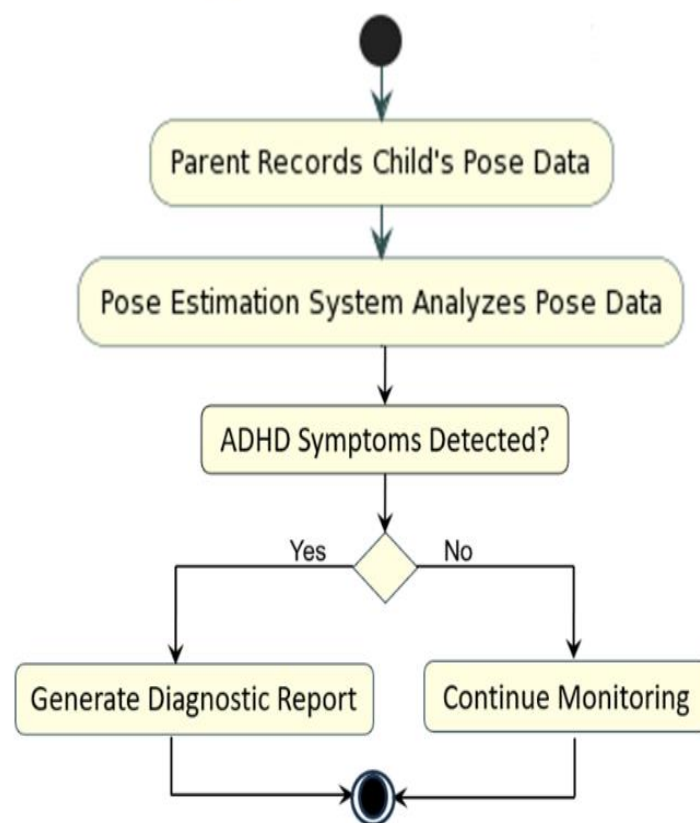 Parent Records Child's Pose Data
Pose Estimation System Analyzes Pose Data
ADHD Symptoms Detected?
Yes
No
Generate Diagnostic Report
Continue Monitoring